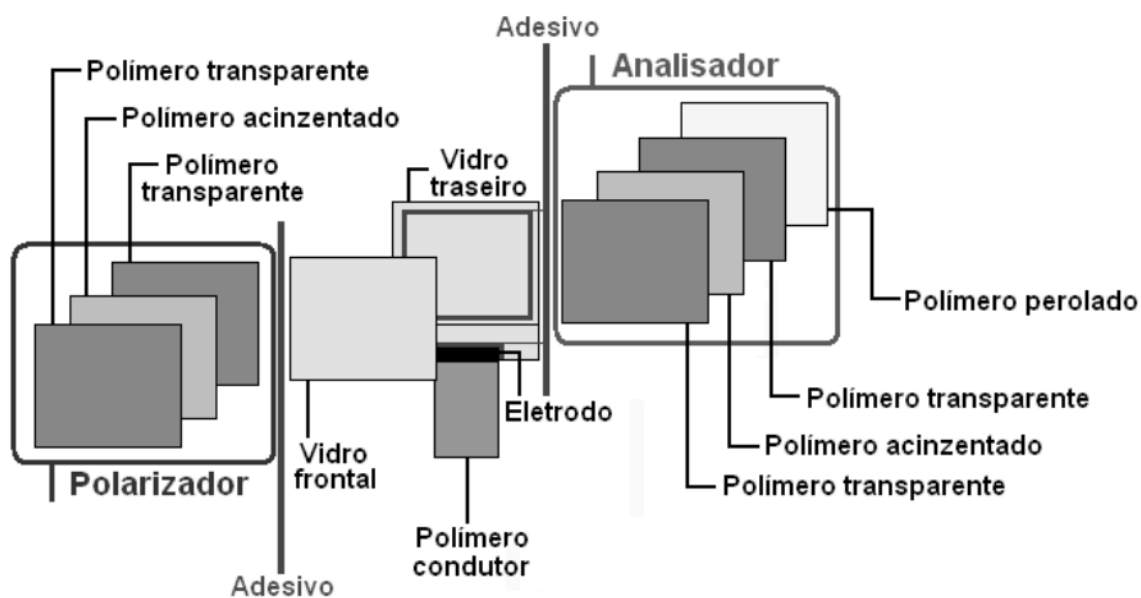 Adesivo
Analisador
Polímero transparente
Polímero acinzentado
Polímero
transparente
Vidro
traseiro
Polímero perolado
Polímero transparente
Eletrodo
Polímero acinzentado
Vidro
frontal
Polarizador
Polímero transparente
Polímero
condutor
Adesivo